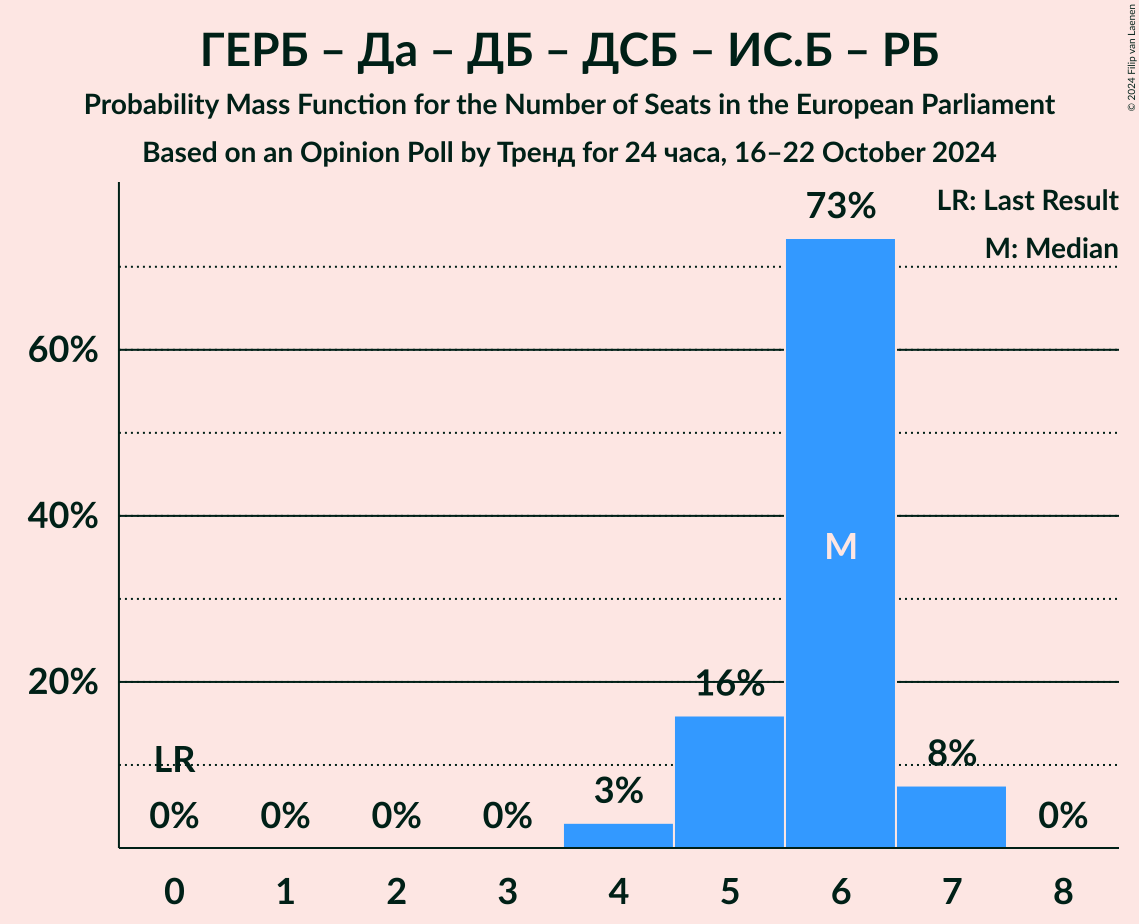 ГЕРБ – Да – ДБ – ДСБ – ИС.Б – РБ
Probability Mass Function for the Number of Seats in the European Parliament
Based on an Opinion Poll by Тренд for 24 часа, 16–22 October 2024
© 2024 Filip van Laenen
LR: Last Result
M: Median
73%
60%
40%
M
20%
16%
LR
8%
3%
0% 0% 0% 0% 0%
0 1 2 3 4 5 6 7 8